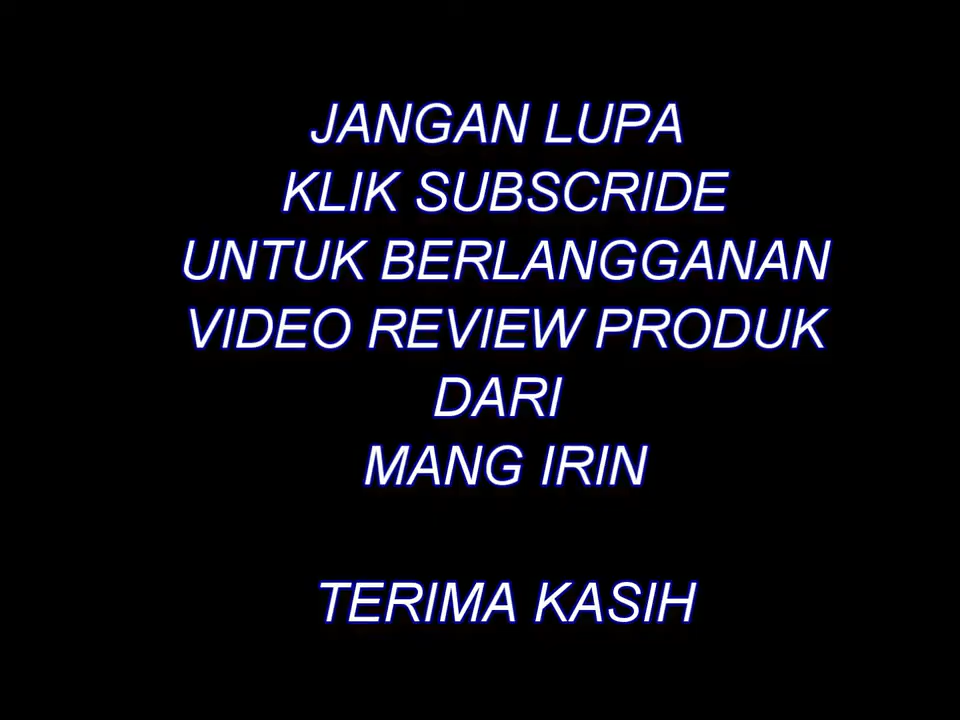 JANGAN LUPA
KLIK SUBSCRIDE
UNTUK BERLANGGANAN
VIDEO REVIEW PRODUK
DARI
MANG IRIN
TERIMA KASIH